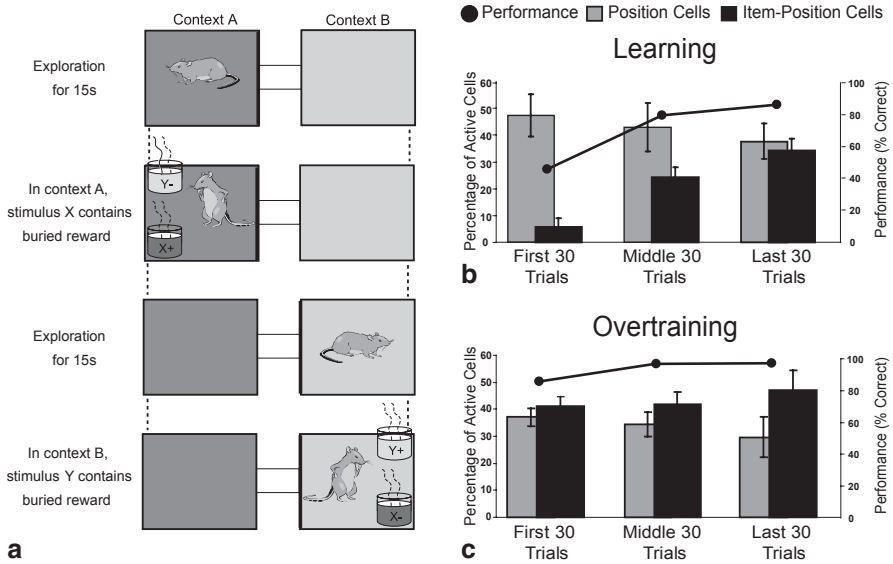 Context A
Context B
Exploration
for 15s
In context A,
stimulus X contains
buried reward
Y-
X+
Exploration
for 15s
In context B,
stimulus Y contains
buried reward
Y+
X-
a
Performance
Position Cells
Item-Position Cells
Learning
Percentage of Active Cells
60
50
40
30
20
10
0
100
80
60
40
20
0
Performance (% Correct)
First 30
Trials
Middle 30
Trials
Last 30
Trials
b
Overtraining
Percentage of Active Cells
60
50
40
30
20
10
0
100
80
60
40
20
0
Performance (% Correct)
First 30
Trials
Middle 30
Trials
Last 30
Trials
c